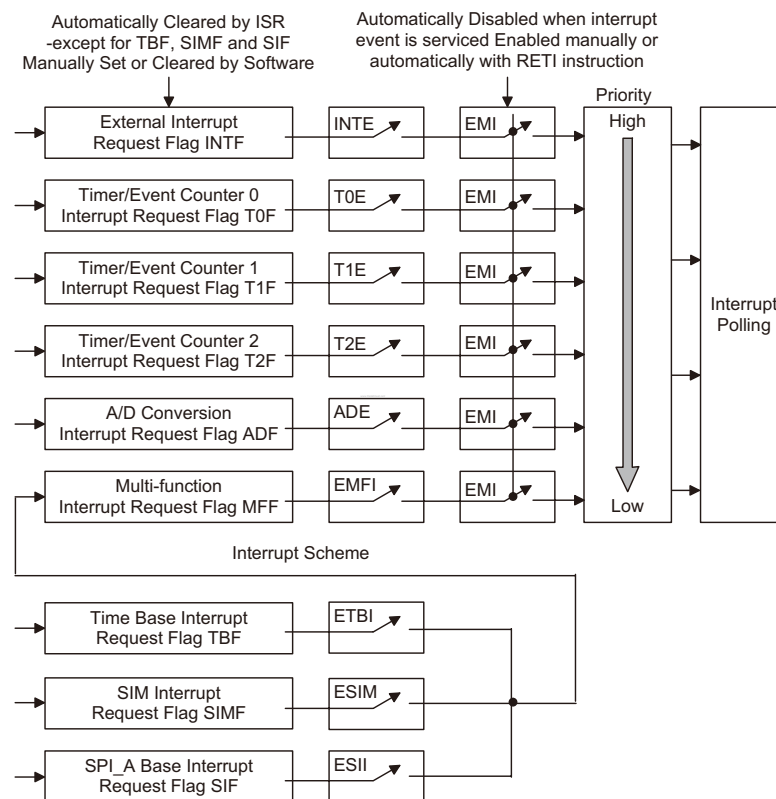 Automatically Cleared by ISR
-except for TBF, SIMF and SIF
Manually Set or Cleared by Software
Automatically Disabled when interrupt
event is serviced Enabled manually or
automatically with RETI instruction
Priority
External Interrupt
Request Flag INTF
INTE
EMI
High
Timer/Event Counter 0
Interrupt Request Flag T0F
T0E
EMI
Timer/Event Counter 1
Interrupt Request Flag T1F
T1E
EMI
Interrupt
Polling
Timer/Event Counter 2
Interrupt Request Flag T2F
T2E
EMI
A/D Conversion
Interrupt Request Flag ADF
ADE
EMI
Multi-function
Interrupt Request Flag MFF
EMFI
EMI
Low
Interrupt Scheme
Time Base Interrupt
Request Flag TBF
ETBI
SIM Interrupt
Request Flag SIMF
ESIM
SPI_A Base Interrupt
Request Flag SIF
ESII